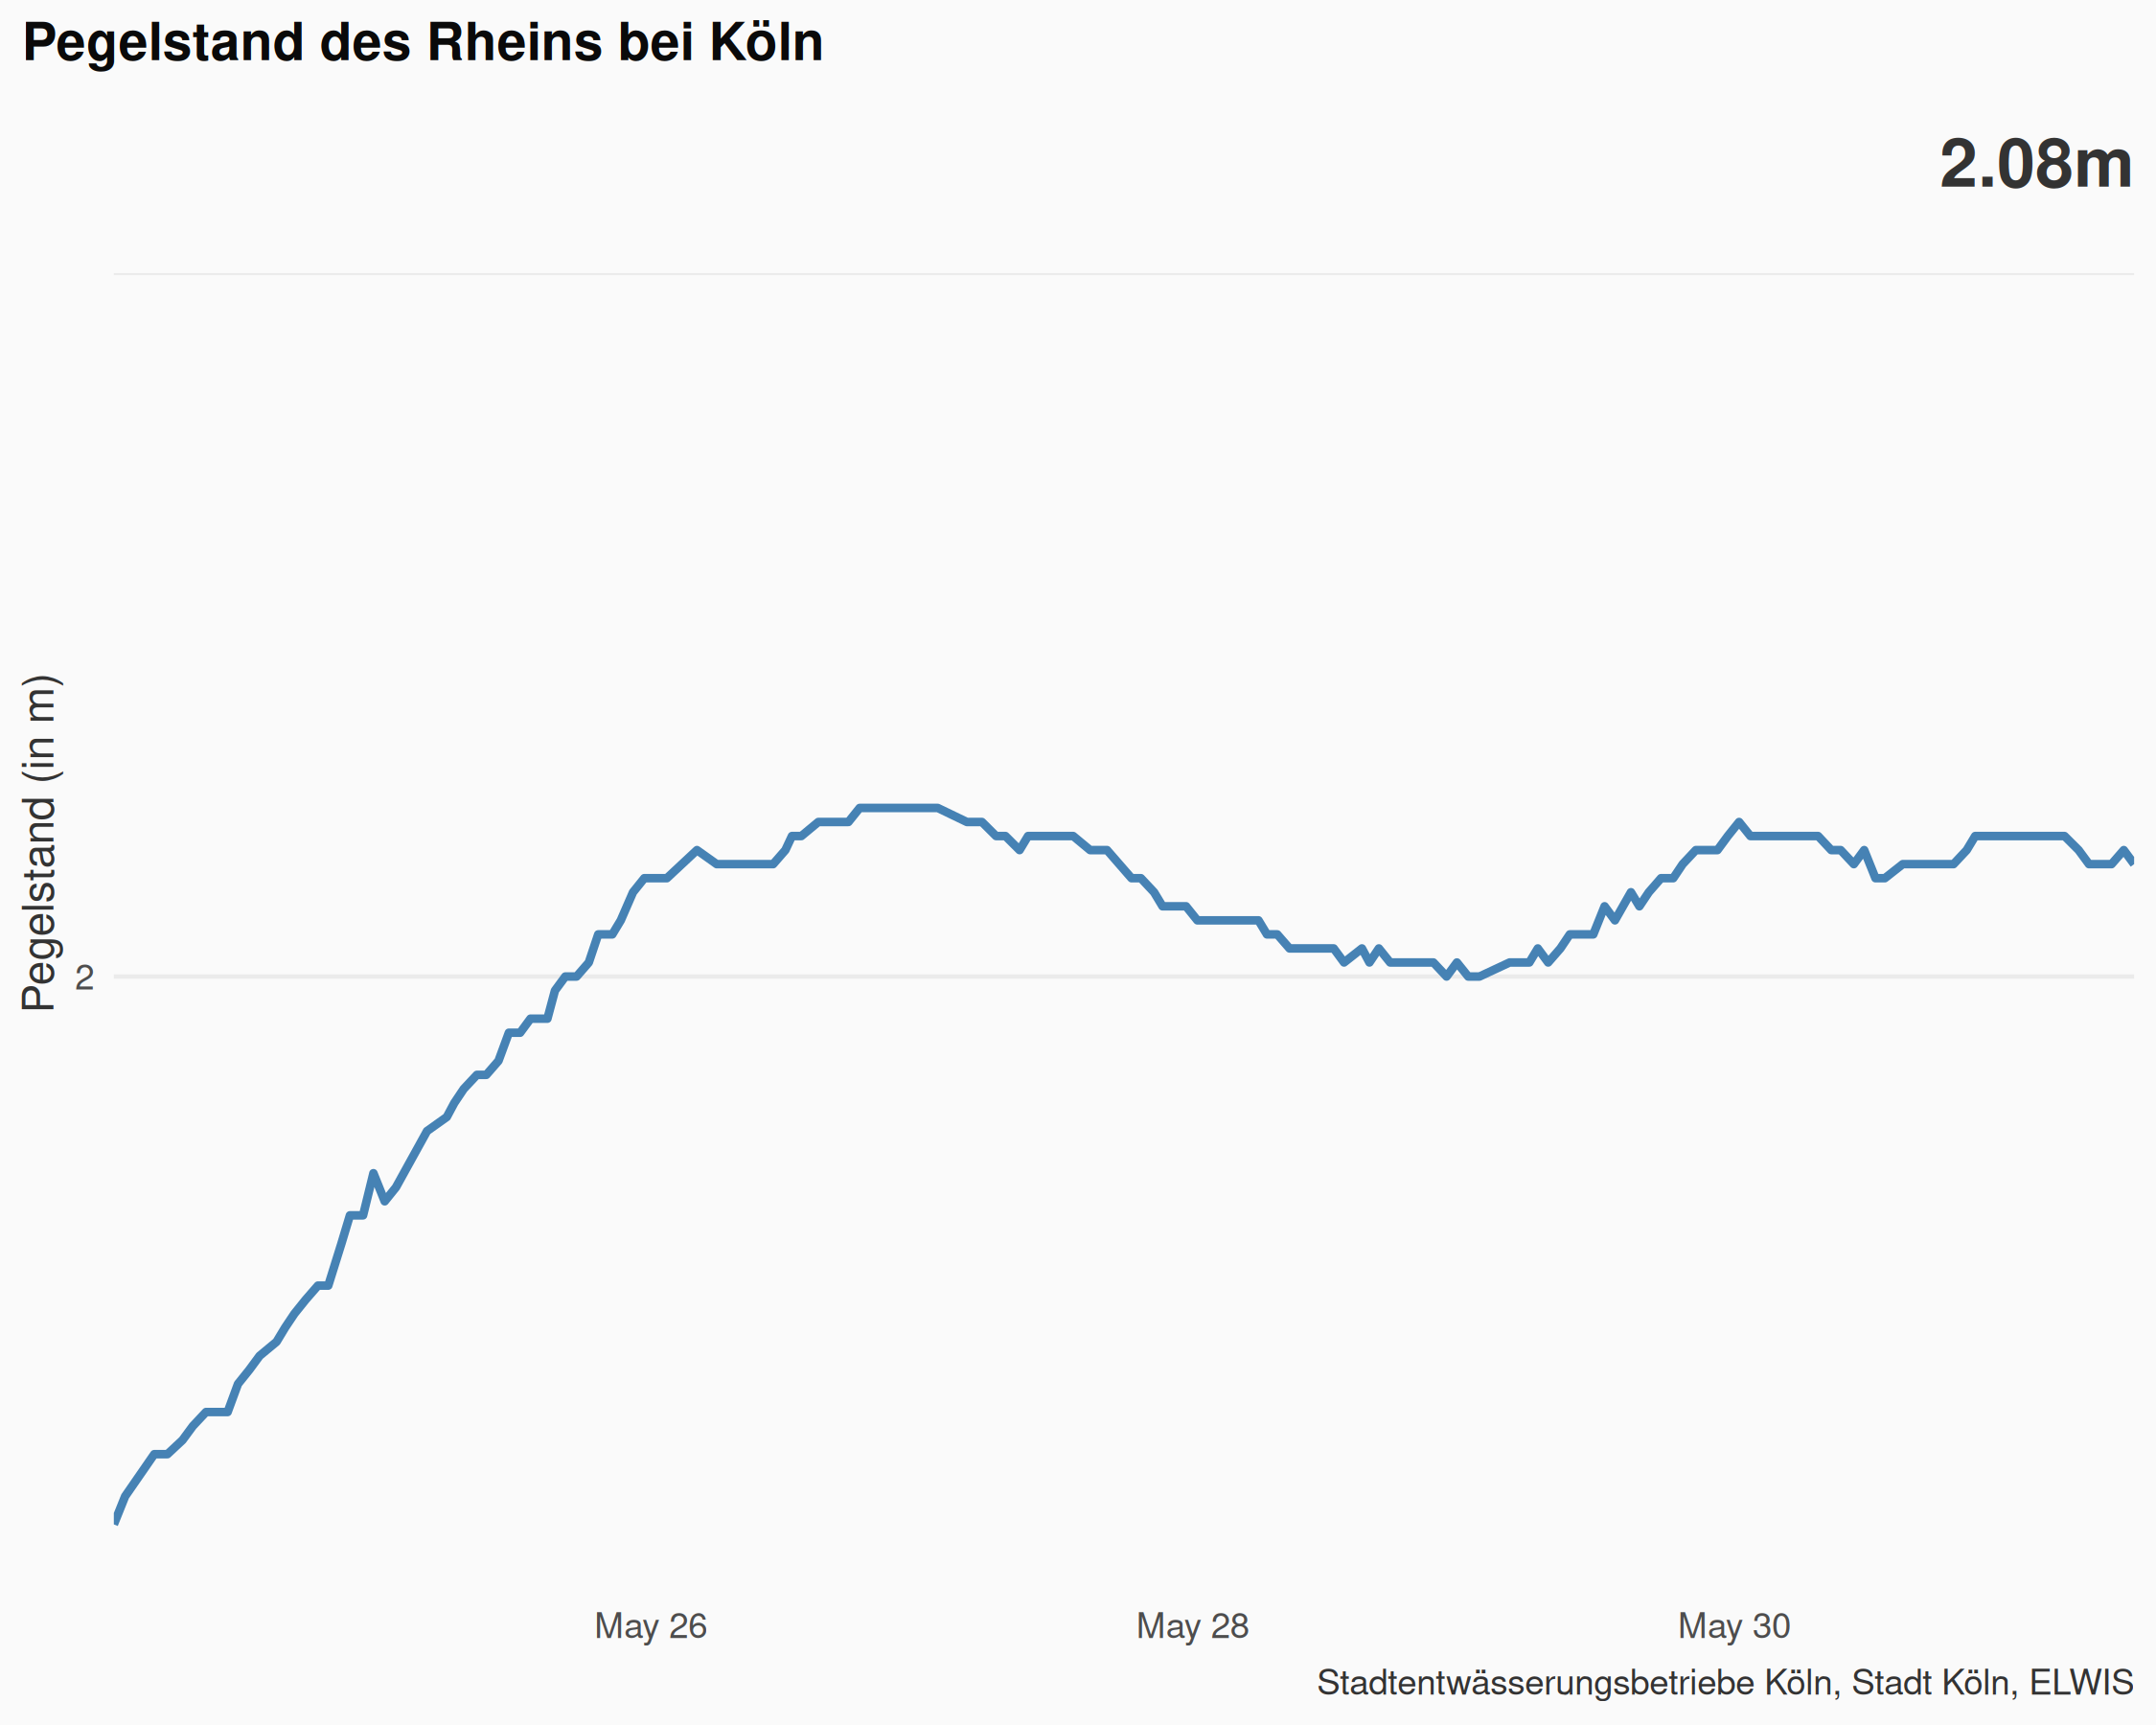 Pegelstand des Rheins bei Köln
2.08m
Pegelstand (in m)
2
May 26
May 28
May 30
Stadtentwässerungsbetriebe Köln, Stadt Köln, ELWIS